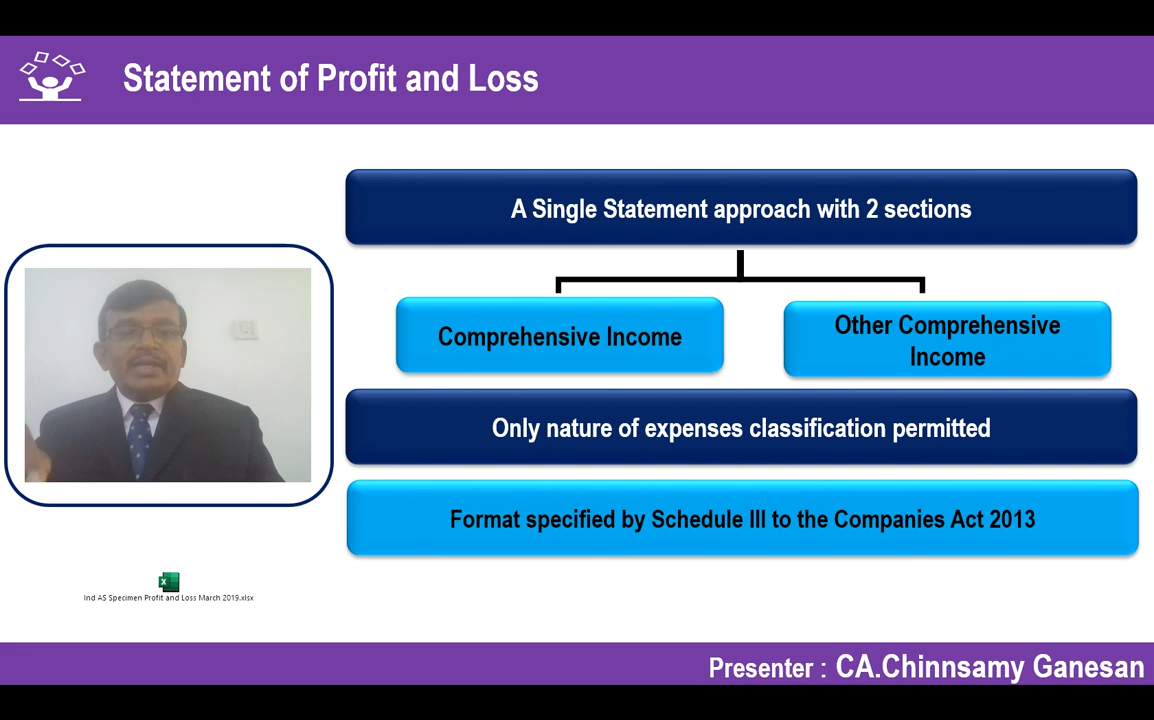 Statement of Profit and Loss
A Single Statement approach with 2 sections
Comprehensive Income
Other Comprehensive
Income
Only nature of expenses classification permitted
Format specified by Schedule III to the Companies Act 2013
Ind AS Specimen Profit and Loss March 2019.xlsx
Presenter : CA.Chinnsamy Ganesan